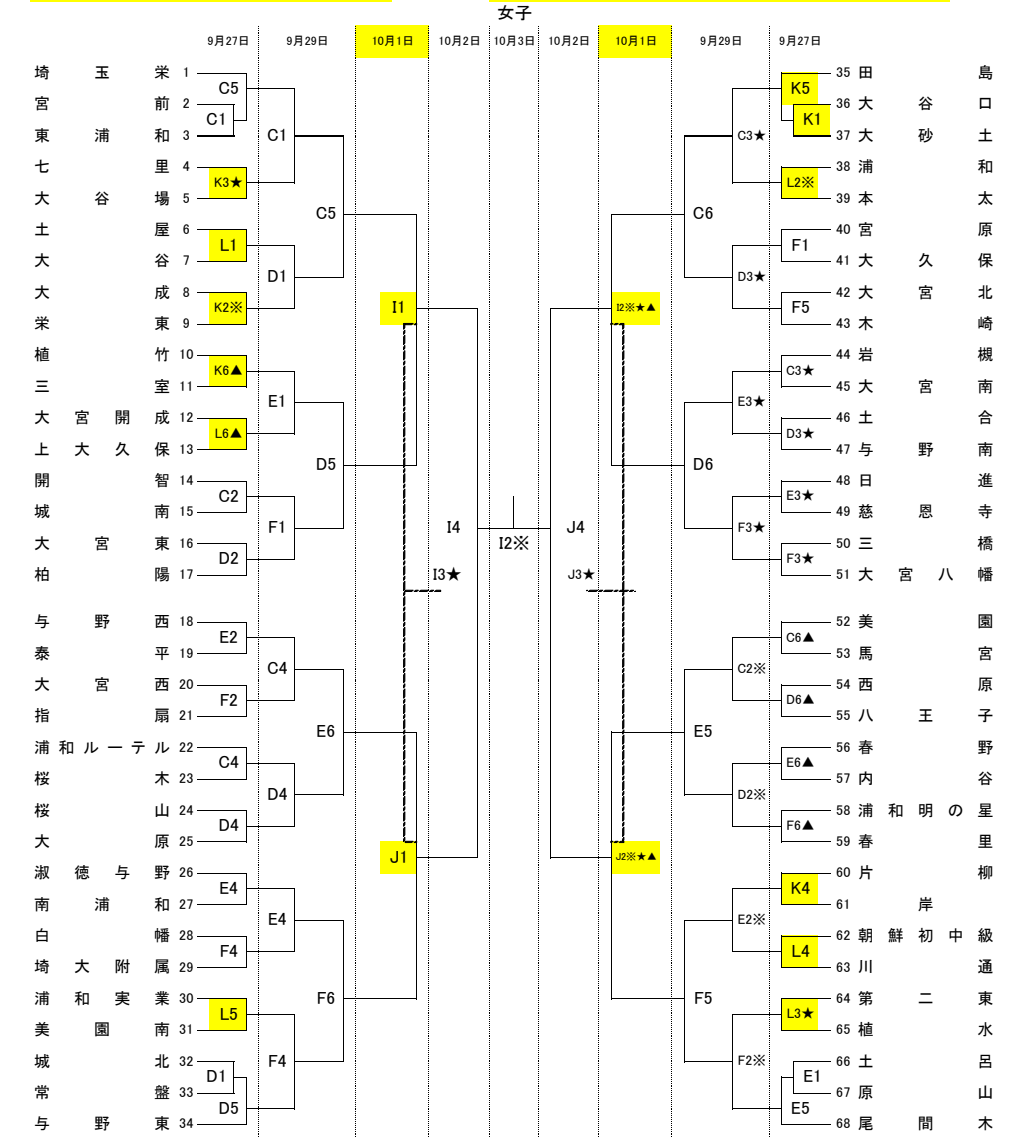 女子
9月27日 9月29日 10月1日 10月2日 10月3日 10月2日 10月1日 9月29日 9月27日
埼玉栄 1
宮前 2
東浦和 3
七里 4
大谷場 5
土屋 6
大谷 7
大成 8
栄東 9
植竹 10
三室 11
大宮開成 12
上大久保 13
開智 14
城南 15
大宮東 16
柏陽 17
与野西 18
泰平 19
大宮西 20
指扇 21
浦和ルーテル 22
桜木 23
桜山 24
大原 25
淑徳与野 26
南浦和 27
白幡 28
埼大附属 29
浦和実業 30
美園南 31
城北 32
常盤 33
与野東 34
C5
C1
K3★
L1
K2※
K6▲
L6▲
C2
D2
E2
F2
C4
D4
E4
F4
L5
D1
D5
C1
D1
E1
F1
C4
D4
E4
F4
C5
D5
E6
F6
I1
J1
I4
I3★
I2※
J4
J3★
I2※★▲
J2※★▲
C6
D6
E5
F5
C3★
D3★
E3★
F3★
C2※
D2※
E2※
F2※
K5
K1
L2※
F1
F5
C3★
D3★
E3★
F3★
C6▲
D6▲
E6▲
F6▲
K4
L4
L3★
E1
E5
35 田島
36 大谷口
37 大砂土
38 浦和
39 本太
40 宮原
41 大久保
42 大宮北
43 木崎
44 岩槻
45 大宮南
46 土合
47 与野南
48 日進
49 慈恩寺
50 三橋
51 大宮八幡
52 美園
53 馬宮
54 西原
55 八王子
56 春野
57 内谷
58 浦和明の星
59 春里
60 片柳
61 岸
62 朝鮮初中級
63 川通
64 第二東
65 植水
66 土呂
67 原山
68 尾間木